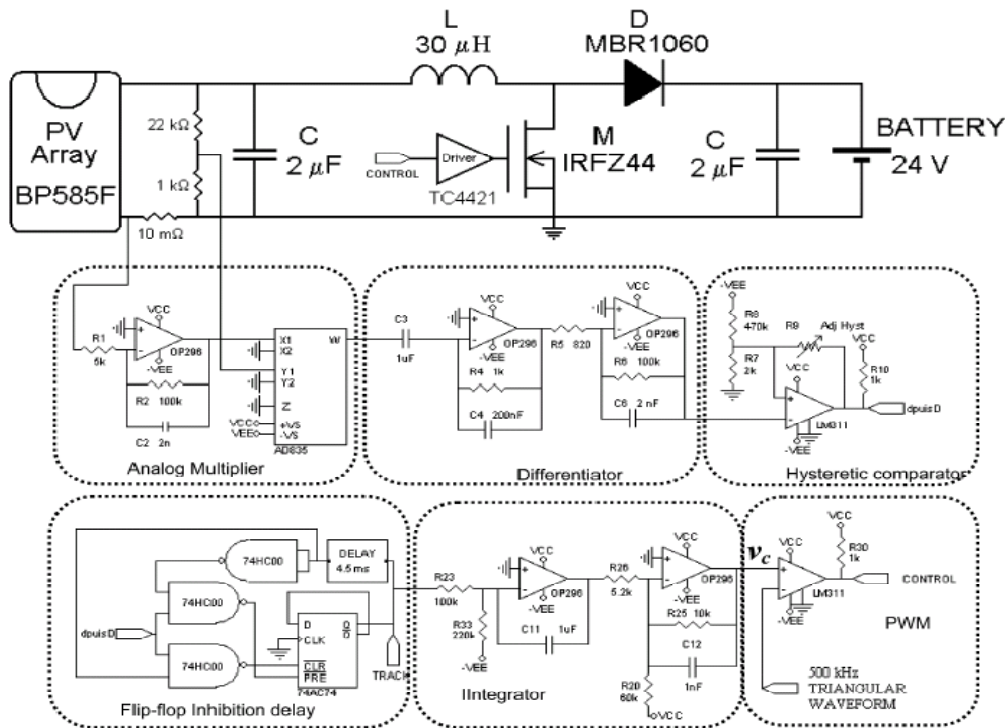 L
30 μH
D
MBR1060
PV
Array
BP585F
22 kΩ
1 kΩ
10 mΩ
C
2 μF
CONTROL
Driver
TC4421
M
IRFZ44
C
2 μF
BATTERY
24 V
R1
5k
VCC
OP296
-VEE
R2 100k
C2 2n
X1
X2
Y1
Y2
Z
+VS
-VS
W
VCC
VEE
AD835
Analog Multiplier
C3
1uF
VCC
-VEE
OP296
R4 1k
C4 200nF
R5 820
VCC
OP296
-VEE
R6 100k
C6 2 nF
Differentiator
-VEE
R8
470k
R7
2k
R9
Adj Hyst
VCC
VCC
R10
1k
LM311
-VEE
dpuisD
Hysteretic comparator
74HC00
DELAY
4.5 ms
74HC00
dpuisD
74HC00
D
CLK
CLR
PRE
Q
Q
74AC74
TRACK
Flip-flop Inhibition delay
R23
100k
R33
220k
-VEE
VCC
OP296
-VEE
C11 1uF
R26
5.2k
VCC
OP296
-VEE
R25 10k
C12
1nF
R20
60k
VCC
IIntegrator
vc
VCC
VCC
R30
1k
LM311
-VEE
CONTROL
PWM
500 kHz
TRIANGULAR
WAVEFORM